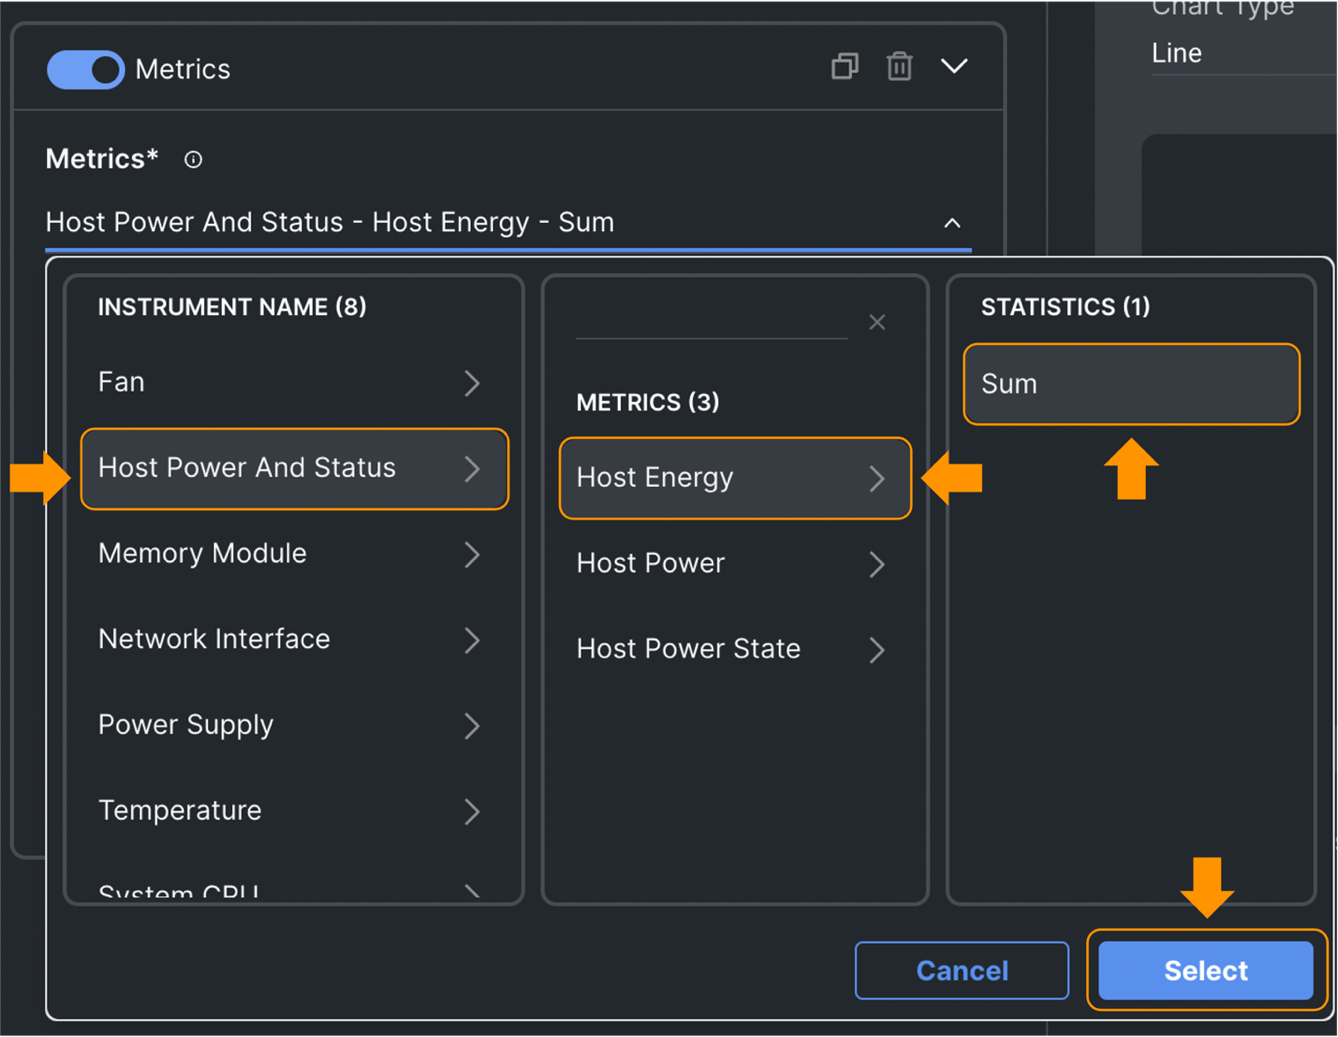 Chart Type
Line
Metrics
Metrics*
Host Power And Status - Host Energy - Sum
INSTRUMENT NAME (8)
Fan
Host Power And Status
Memory Module
Network Interface
Power Supply
Temperature
System CPU
METRICS (3)
Host Energy
Host Power
Host Power State
STATISTICS (1)
Sum
Cancel
Select